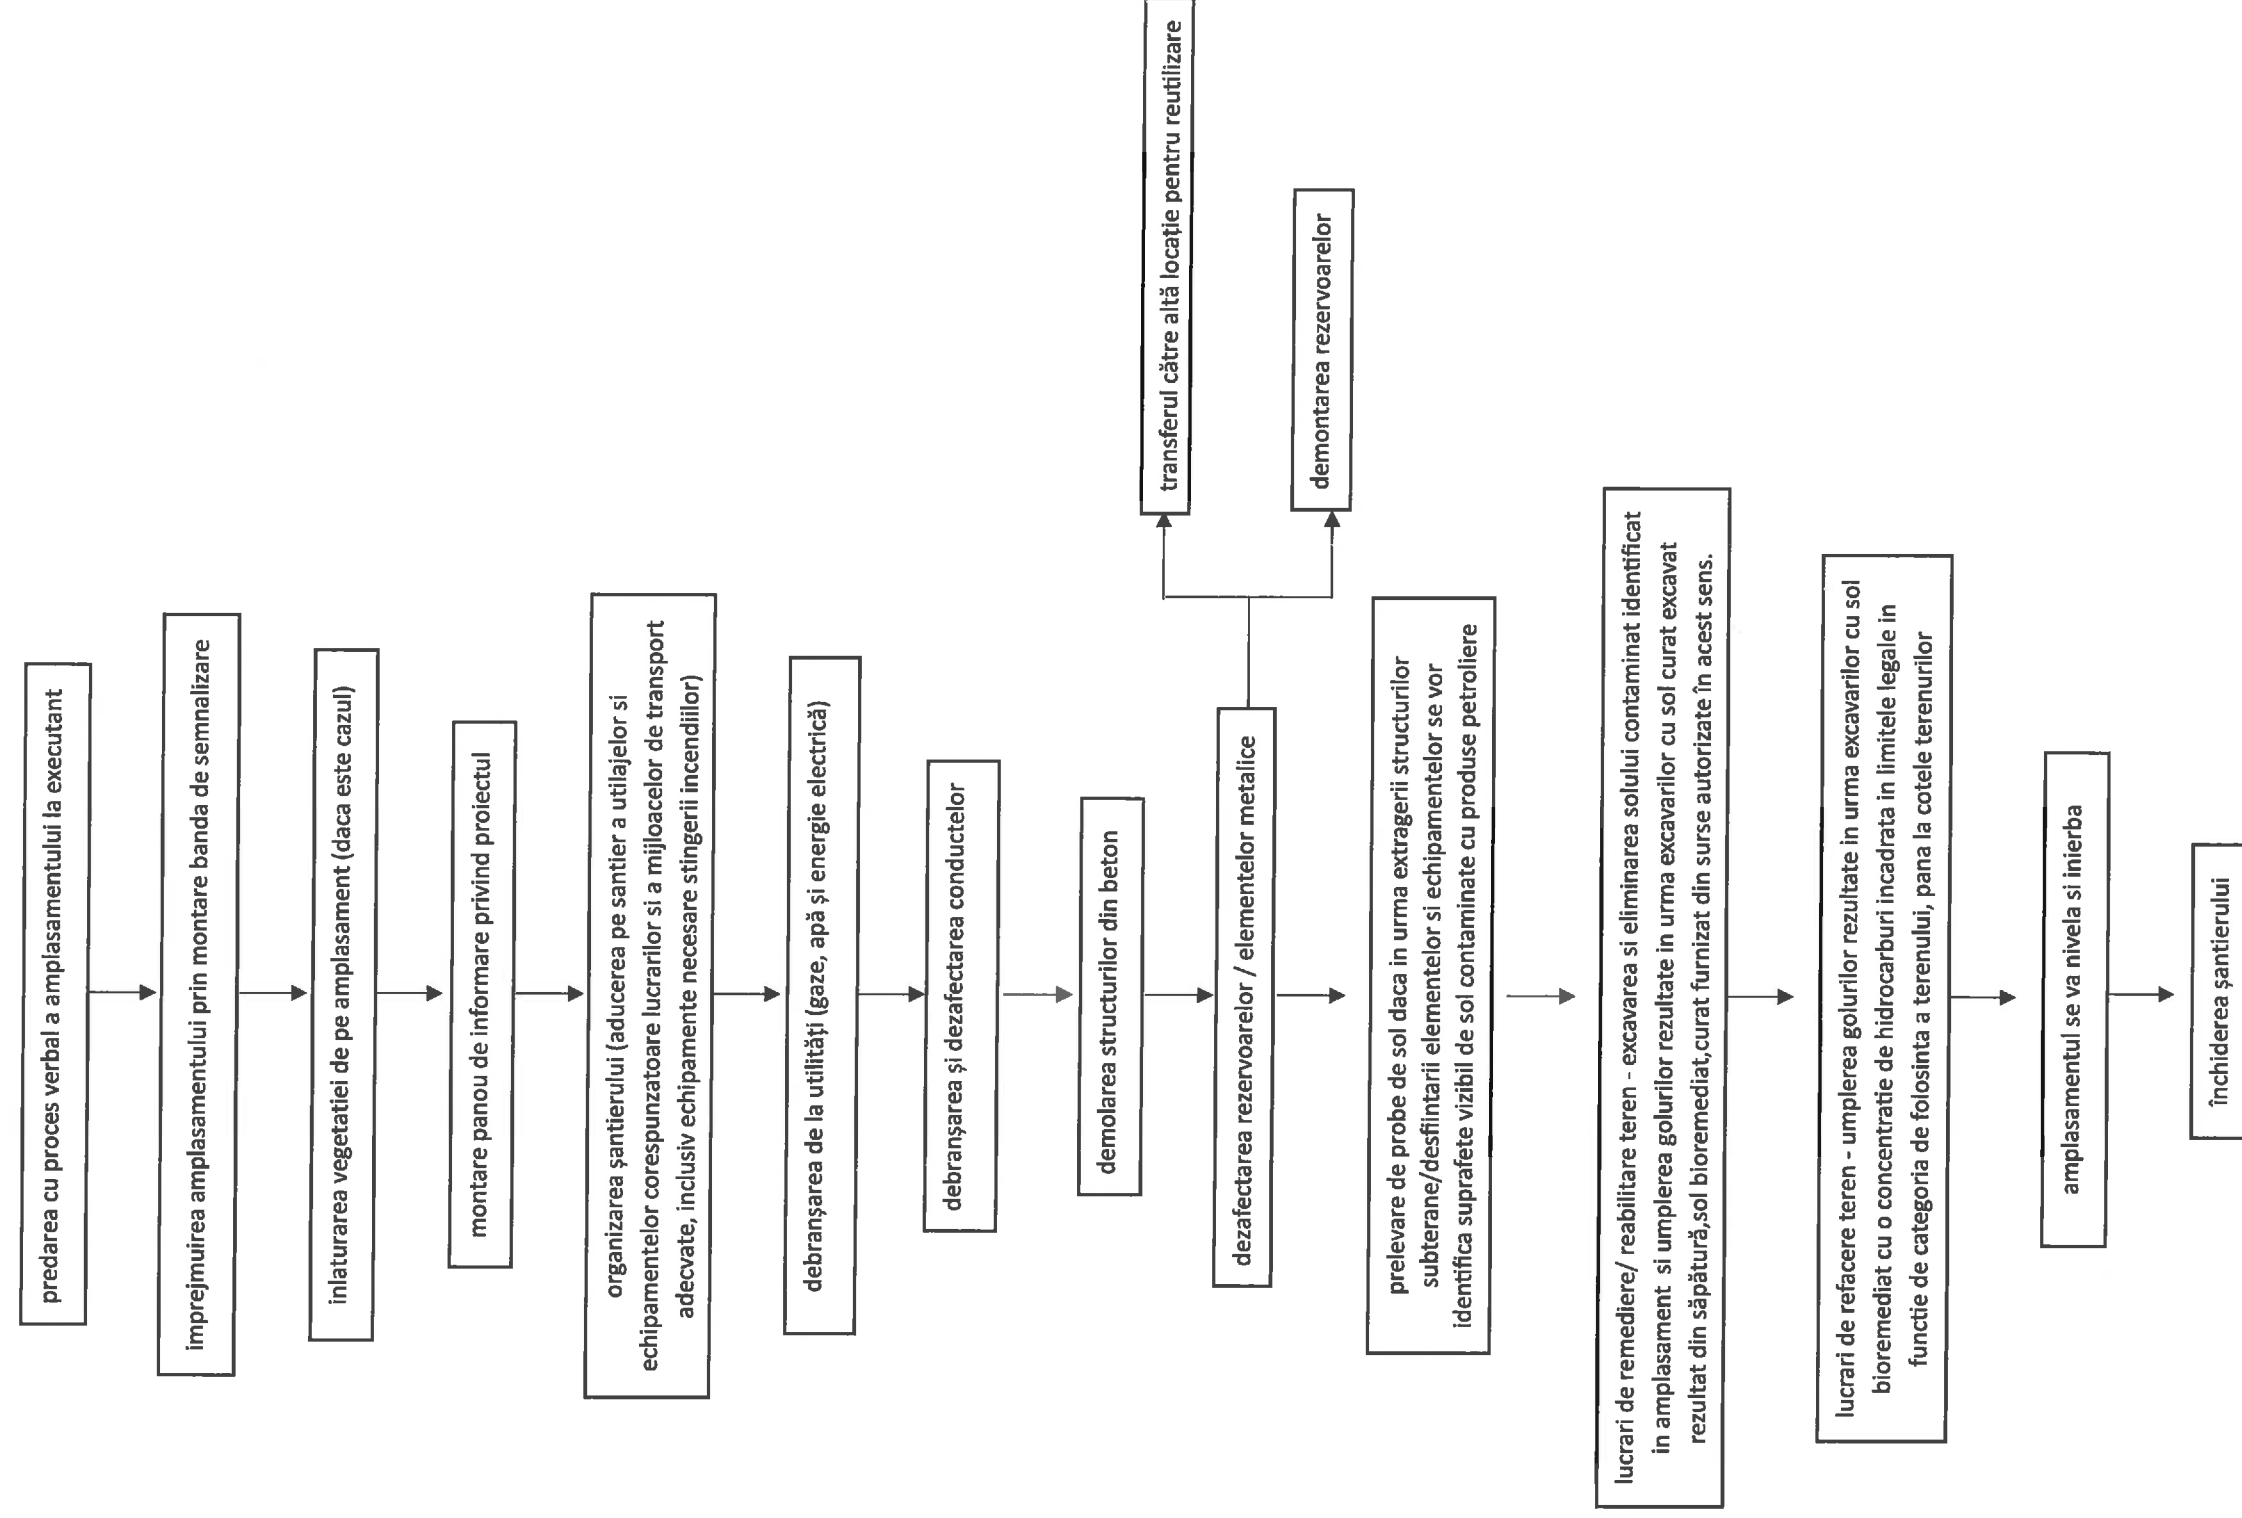 predarea cu proces verbal a amplasamentului la executant
imprejmuirea amplasamentului prin montare banda de semnalizare
inlaturarea vegetatiei de pe amplasament (daca este cazul)
montare panou de informare privind proiectul
organizarea șantierului (aducerea pe santier a utilajelor si
echipamentelor corespunzatoare lucrarilor si a mijloacelor de transport
adecvate, inclusiv echipamente necesare stingerii incendiilor)
debranșarea de la utilități (gaze, apă și energie electrică)
debranșarea și dezafectarea conductelor
demolarea structurilor din beton
dezafectarea rezervoarelor / elementelor metalice
transferul către altă locație pentru reutilizare
demontarea rezervoarelor
prelevare de probe de sol daca in urma extragerii structurilor
subterane/desfiintarii elementelor si echipamentelor se vor
identifica suprafete vizibil de sol contaminate cu produse petroliere
lucrari de remediere/ reabilitare teren - excavarea si eliminarea solului contaminat identificat
in amplasament si umplerea golurilor rezultate in urma excavarilor cu sol curat excavat
rezultat din săpătură,sol bioremediat,curat furnizat din surse autorizate în acest sens.
lucrari de refacere teren - umplerea golurilor rezultate in urma excavarilor cu sol
bioremediat cu o concentratie de hidrocarburi incadrata in limitele legale in
functie de categoria de folosinta a terenului, pana la cotele terenurilor
amplasamentul se va nivela si inierba
închiderea șantierului